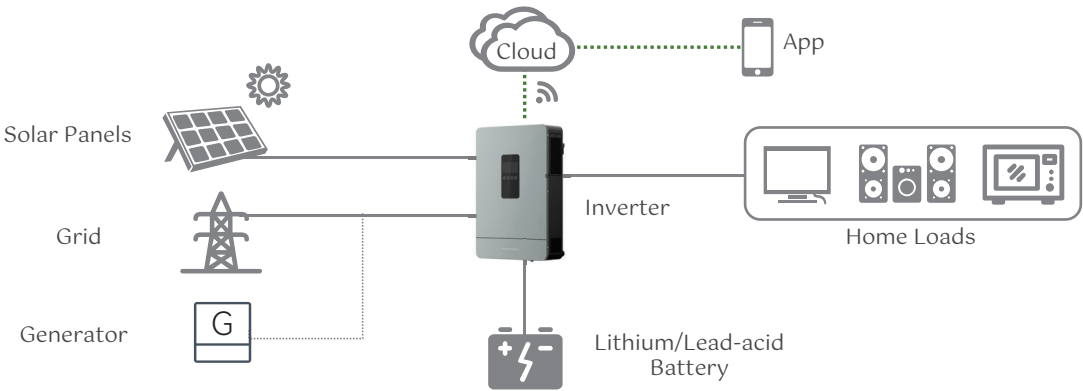 Cloud
App
Solar Panels
Inverter
Grid
Home Loads
Generator
G
Lithium/Lead-acid
Battery